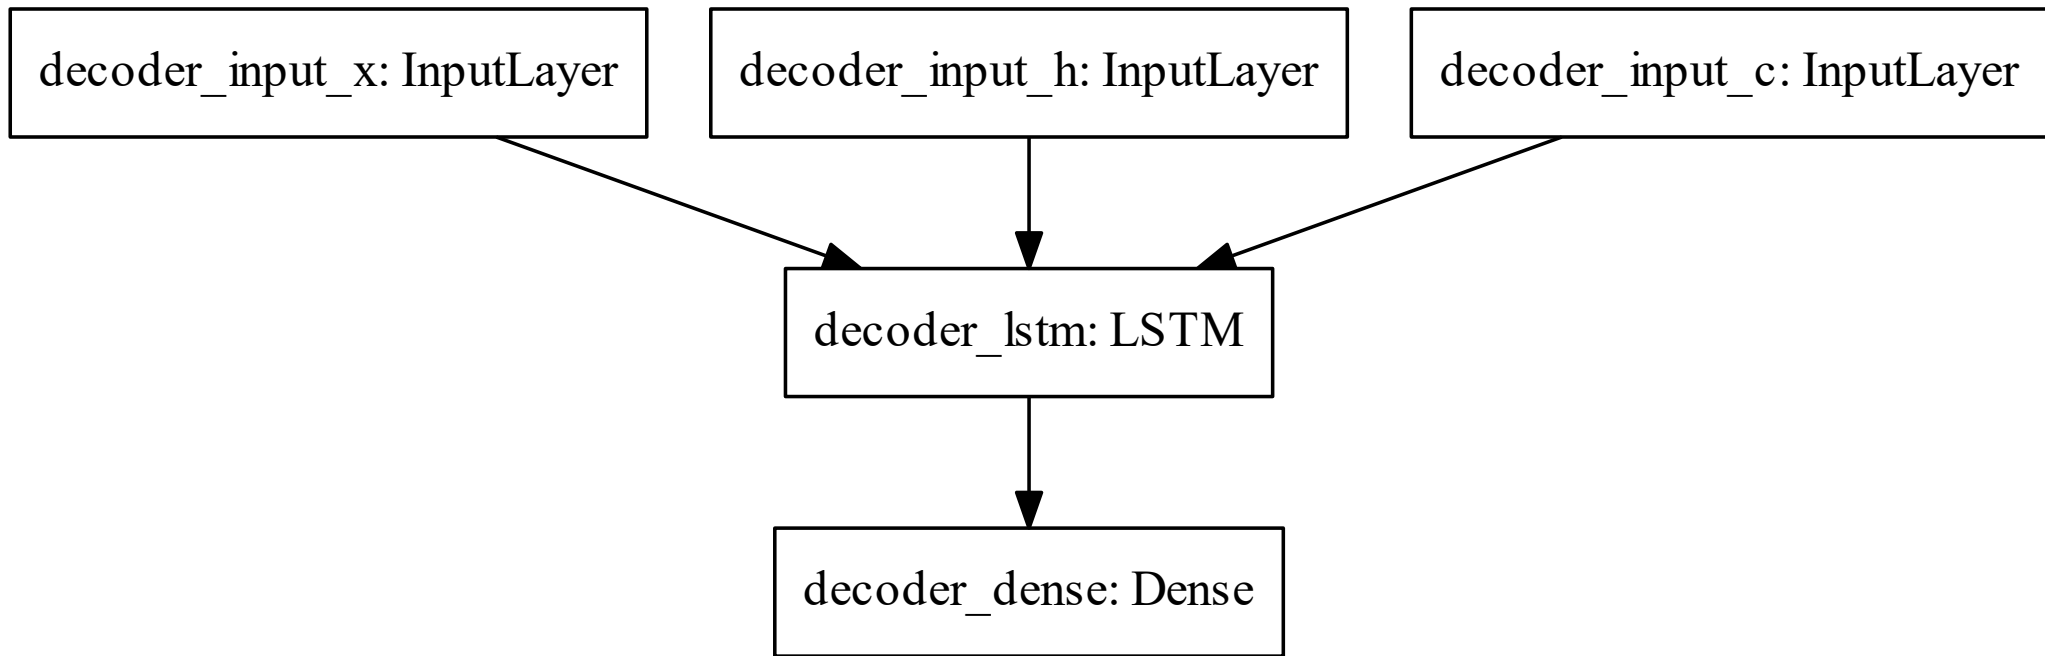 decoder_input_x: InputLayer
decoder_input_h: InputLayer
decoder_input_c: InputLayer
decoder_lstm: LSTM
decoder_dense: Dense